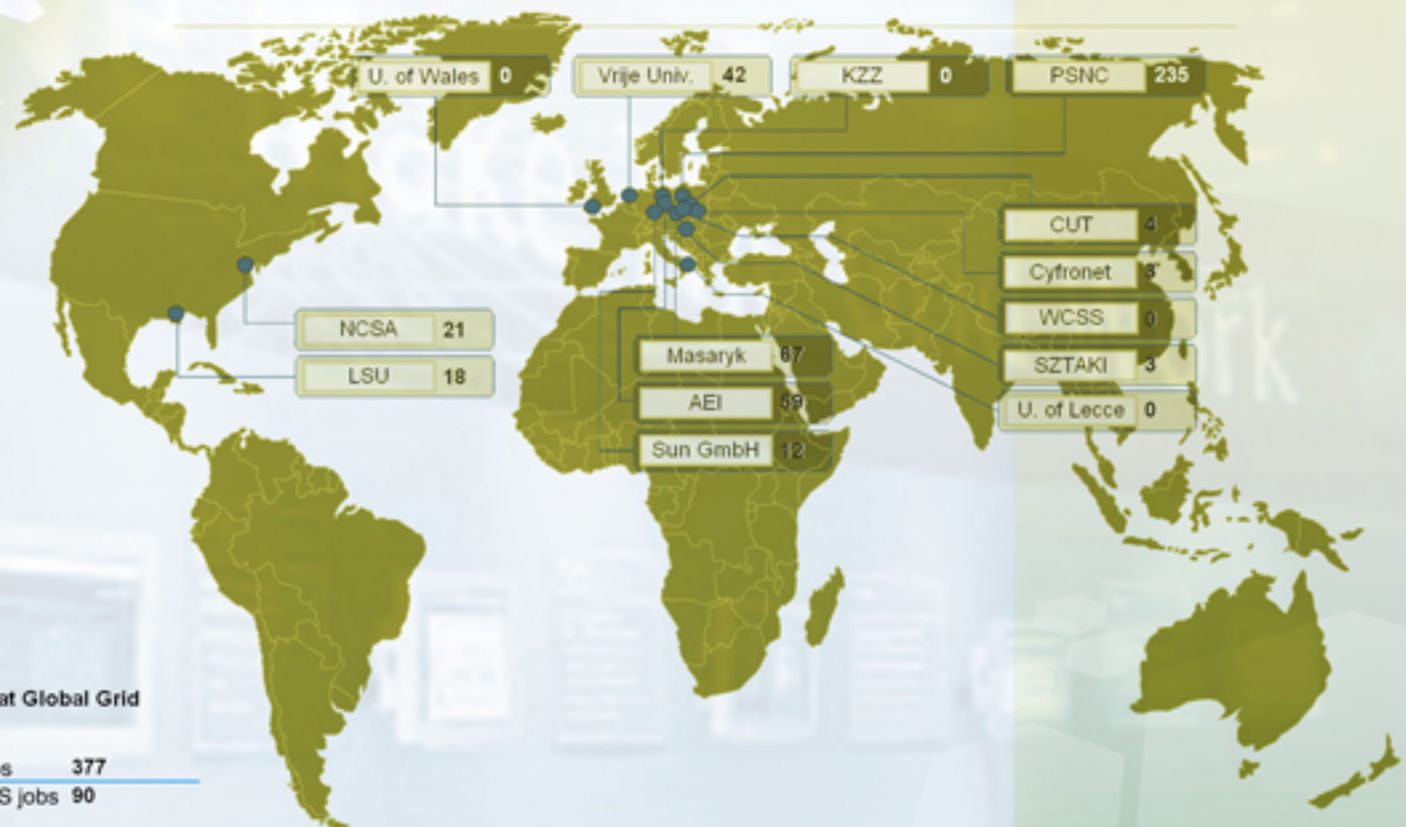 U. of Wales 0
Vrije Univ. 42
KZZ 0
PSNC 235
CUT 4
Cyfronet 3
WCSS 0
SZTAKI 3
U. of Lecce 0
NCSA 21
LSU 18
Masaryk 67
AEI 59
Sun GmbH 12
rk
at Global Grid
s 377
S jobs 90